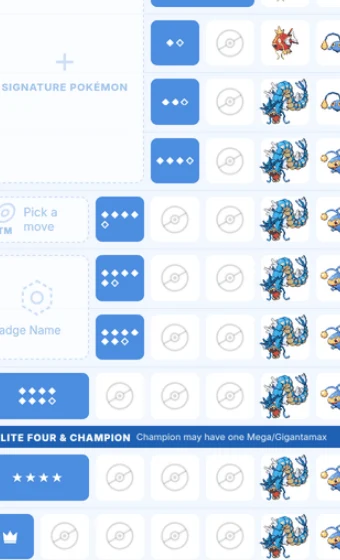 SIGNATURE POKÉMON
TM
Pick a
move
adge Name
LITE FOUR & CHAMPION Champion may have one Mega/Gigantamax